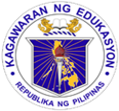 KAGAWARAN NG EDUKASYON
REPUBLIKA NG PILIPINAS